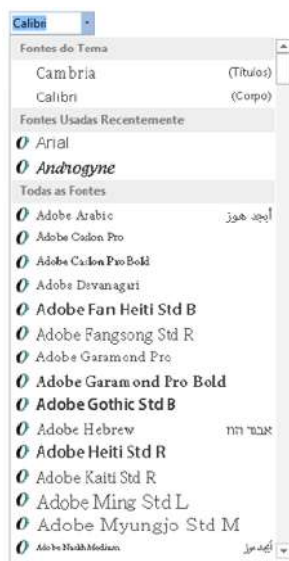 Calibri
Fontes do Tema
Cambria (Títulos)
Calibri (Corpo)
Fontes Usadas Recentemente
Arial
Androgyne
Todas as Fontes
Adobe Arabic أبجد هوز
Adobe Caslon Pro
Adobe Caslon Pro Bold
Adobe Devanagari
Adobe Fan Heiti Std B
Adobe Fangsong Std R
Adobe Garamond Pro
Adobe Garamond Pro Bold
Adobe Gothic Std B
Adobe Hebrew אבגד הוז
Adobe Heiti Std R
Adobe Kaiti Std R
Adobe Ming Std L
Adobe Myungjo Std M
Adobe Naskh Medium أبجد هوز